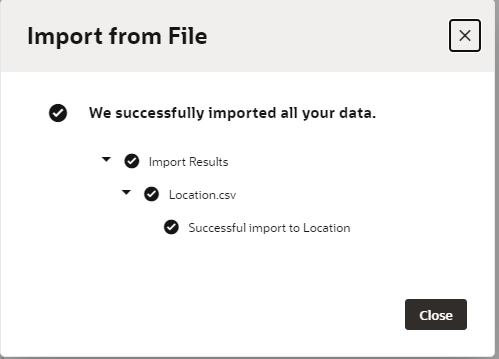 Import from File
We successfully imported all your data.
Import Results
Location.csv
Successful import to Location
Close